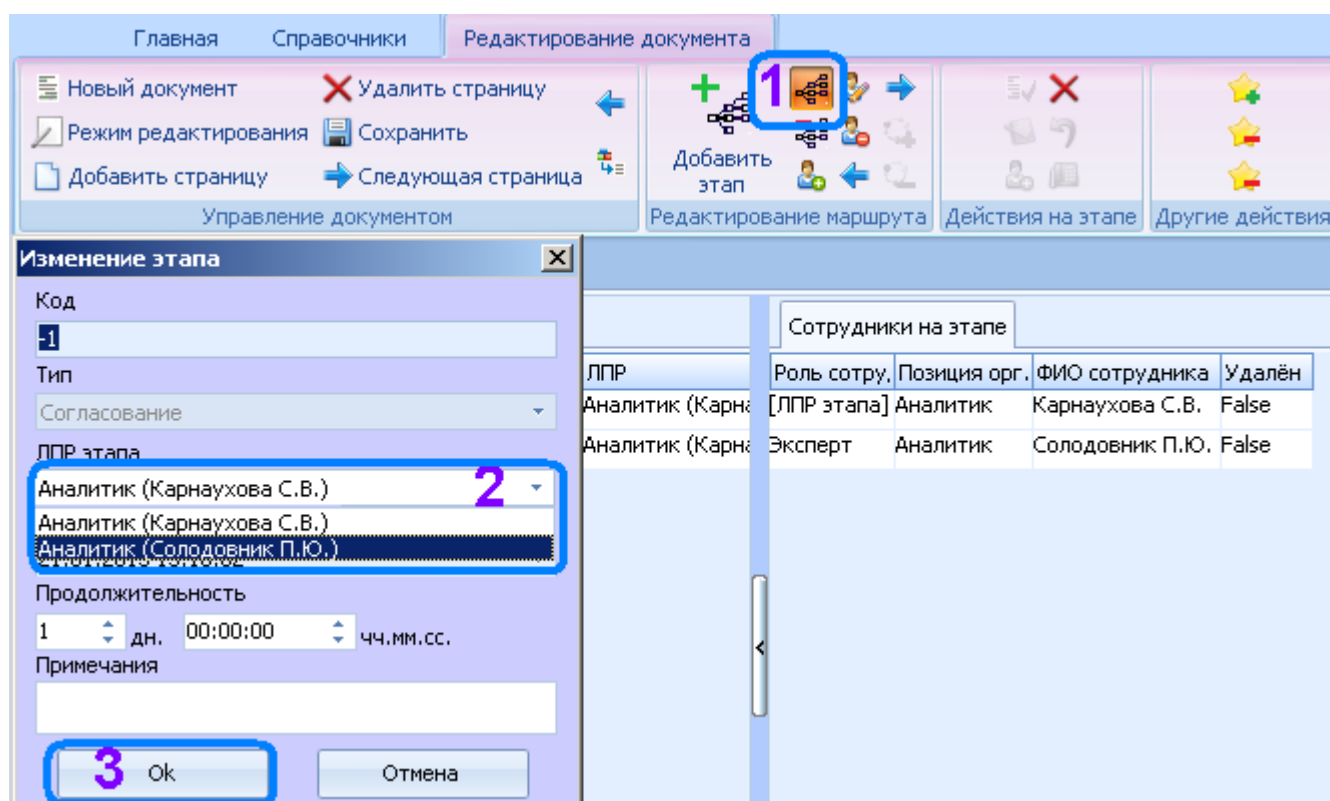 Главная Справочники Редактирование документа
Новый документ Удалить страницу
Режим редактирования Сохранить
Добавить страницу Следующая страница
Управление документом
1
Добавить
этап
Редактирование маршрута
Действия на этапе
Другие действия
Изменение этапа
Код
-1
Тип
Согласование
ЛПР этапа
Аналитик (Карнаухова С.В.) 2
Аналитик (Карнаухова С.В.)
Аналитик (Солодовник П.Ю.)
Продолжительность
1 дн. 00:00:00 чч.мм.сс.
Примечания
3 Ok Отмена
ЛПР
Аналитик (Карна
Аналитик (Карна
Сотрудники на этапе
Роль сотру. Позиция орг. ФИО сотрудника Удалён
[ЛПР этапа] Аналитик Карнаухова С.В. False
Эксперт Аналитик Солодовник П.Ю. False